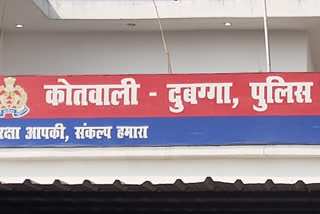 कोतवाली - दुबग्गा, पुलिस
रक्षा आपकी, संकल्प हमारा